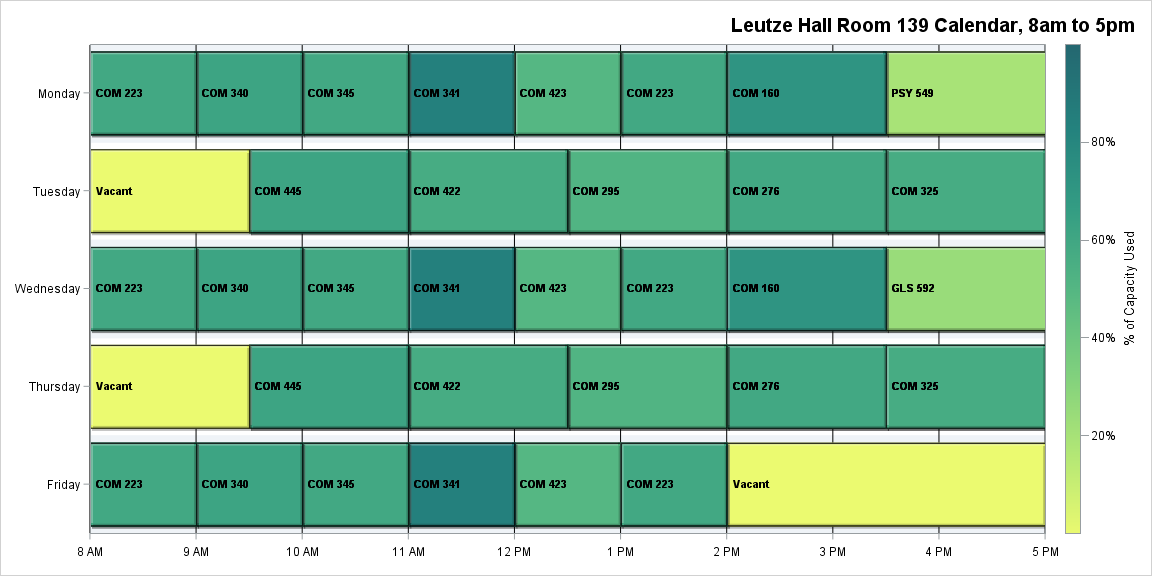 Leutze Hall Room 139 Calendar, 8am to 5pm
Monday
COM 223
COM 340
COM 345
COM 341
COM 423
COM 223
COM 160
PSY 549
Tuesday
Vacant
COM 445
COM 422
COM 295
COM 276
COM 325
Wednesday
COM 223
COM 340
COM 345
COM 341
COM 423
COM 223
COM 160
GLS 592
Thursday
Vacant
COM 445
COM 422
COM 295
COM 276
COM 325
Friday
COM 223
COM 340
COM 345
COM 341
COM 423
COM 223
Vacant
8 AM
9 AM
10 AM
11 AM
12 PM
1 PM
2 PM
3 PM
4 PM
5 PM
80%
60%
40%
20%
% of Capacity Used